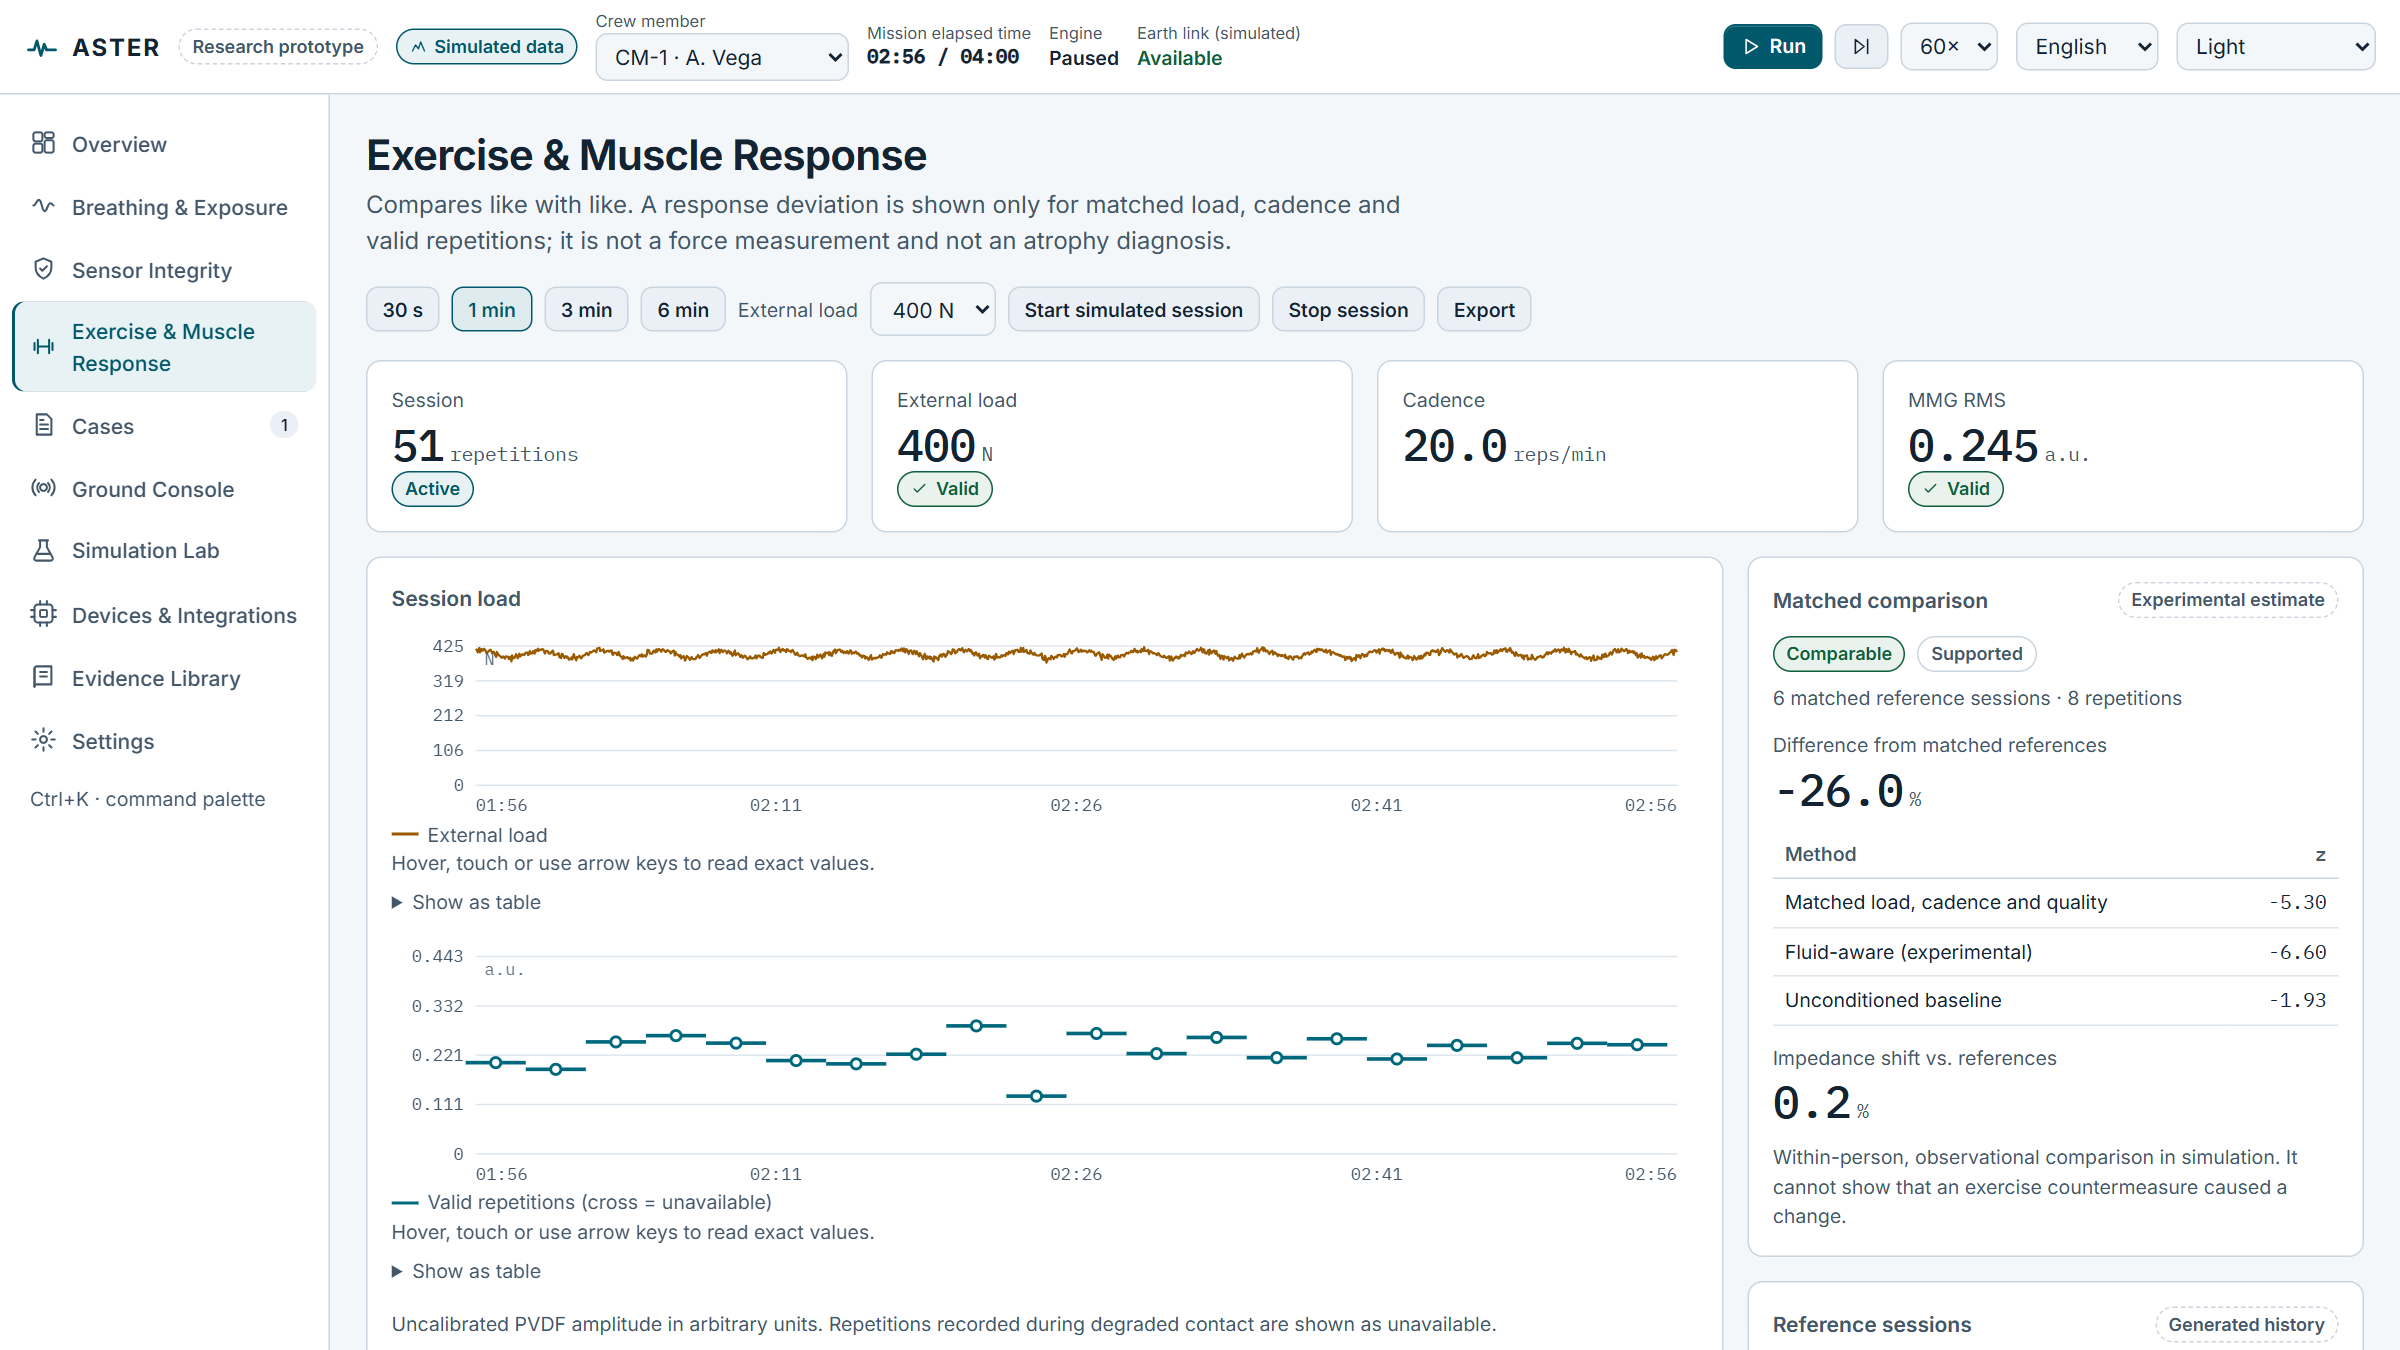 ASTER
Research prototype
Simulated data
Crew member
CM-1 · A. Vega
Mission elapsed time
02:56 / 04:00
Engine
Paused
Earth link (simulated)
Available
Run
60×
English
Light
Overview
Breathing & Exposure
Sensor Integrity
Exercise & Muscle
Response
Cases
1
Ground Console
Simulation Lab
Devices & Integrations
Evidence Library
Settings
Ctrl+K · command palette
Exercise & Muscle Response
Compares like with like. A response deviation is shown only for matched load, cadence and
valid repetitions; it is not a force measurement and not an atrophy diagnosis.
30 s
1 min
3 min
6 min
External load
400 N
Start simulated session
Stop session
Export
Session
51 repetitions
Active
External load
400 N
Valid
Cadence
20.0 reps/min
MMG RMS
0.245 a.u.
Valid
Session load
425
N
319
212
106
0
01:56 02:11 02:26 02:41 02:56
External load
Hover, touch or use arrow keys to read exact values.
Show as table
0.443
a.u.
0.332
0.221
0.111
0
01:56 02:11 02:26 02:41 02:56
Valid repetitions (cross = unavailable)
Hover, touch or use arrow keys to read exact values.
Show as table
Uncalibrated PVDF amplitude in arbitrary units. Repetitions recorded during degraded contact are shown as unavailable.
Matched comparison
Experimental estimate
Comparable
Supported
6 matched reference sessions · 8 repetitions
Difference from matched references
-26.0 %
Method z
Matched load, cadence and quality -5.30
Fluid-aware (experimental) -6.60
Unconditioned baseline -1.93
Impedance shift vs. references
0.2 %
Within-person, observational comparison in simulation. It
cannot show that an exercise countermeasure caused a
change.
Reference sessions
Generated history